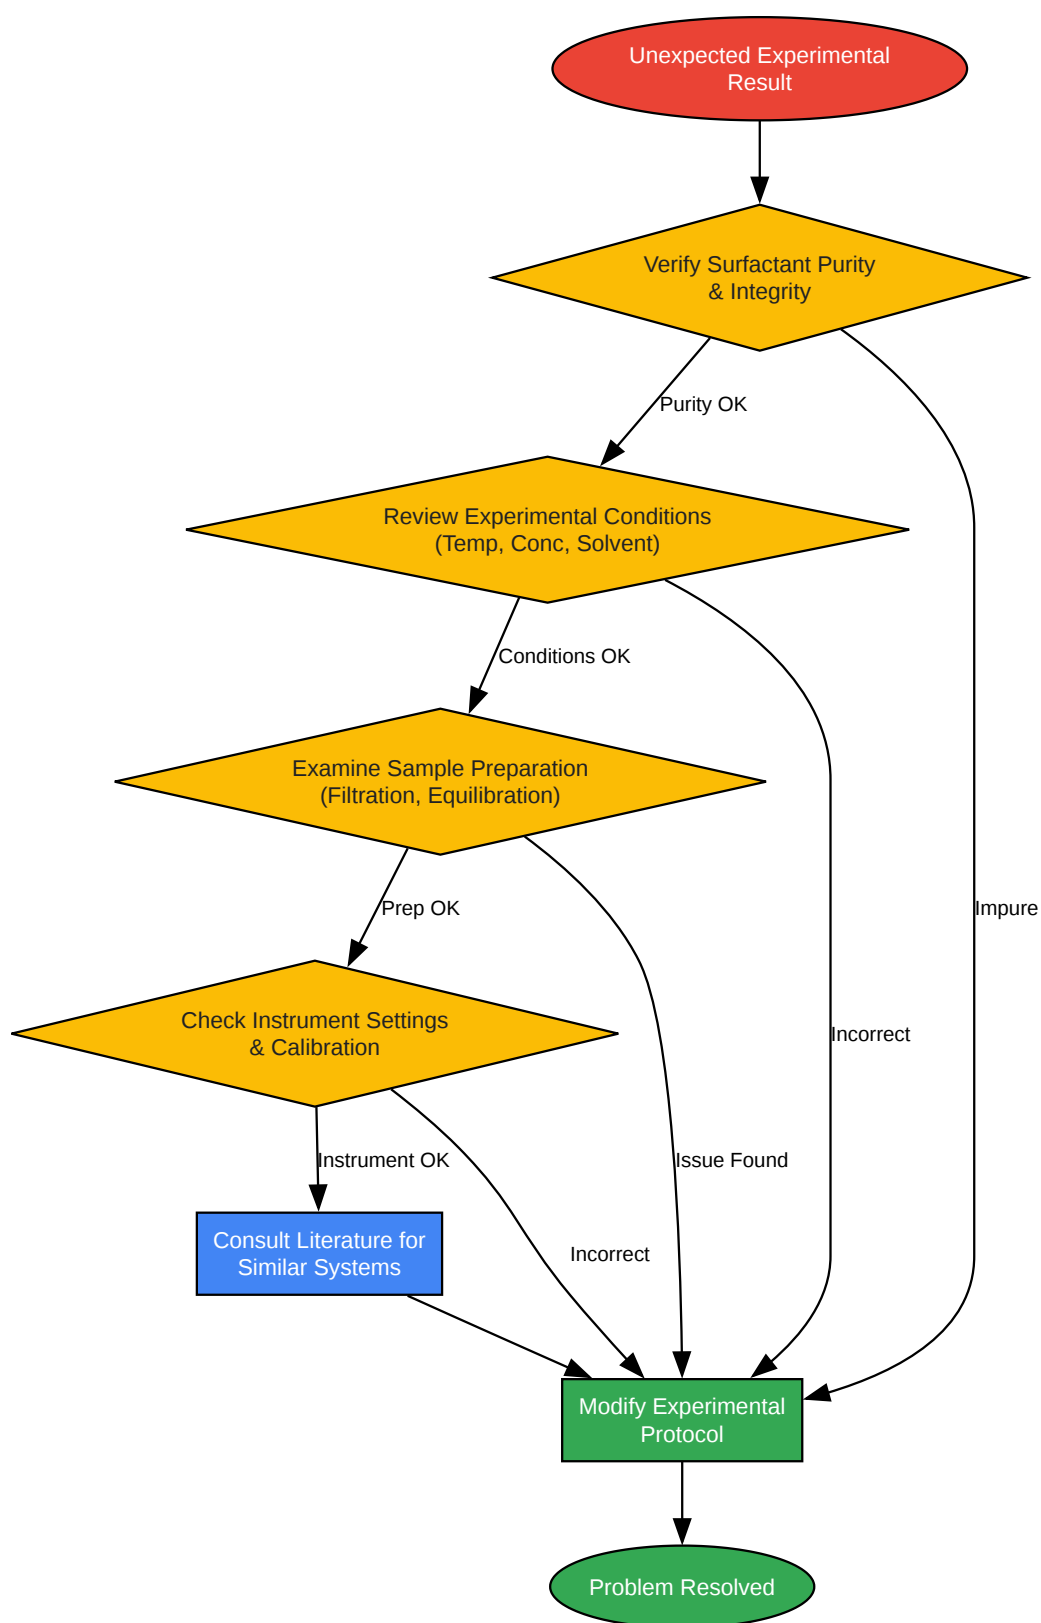 Unexpected Experimental
Result
Verify Surfactant Purity
& Integrity
Purity OK
Review Experimental Conditions
(Temp, Conc, Solvent)
Conditions OK
Examine Sample Preparation
(Filtration, Equilibration)
Prep OK
Impure
Check Instrument Settings
& Calibration
Incorrect
Instrument OK
Issue Found
Consult Literature for
Similar Systems
Incorrect
Modify Experimental
Protocol
Problem Resolved